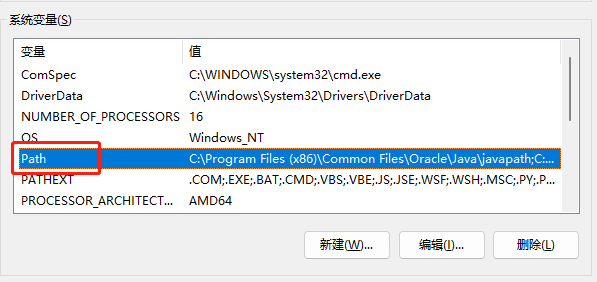 系统变量(S)
变量 值
ComSpec C:\WINDOWS\system32\cmd.exe
DriverData C:\Windows\System32\Drivers\DriverData
NUMBER_OF_PROCESSORS 16
OS Windows_NT
Path C:\Program Files (x86)\Common Files\Oracle\Java\javapath;C:...
PATHEXT .COM;.EXE;.BAT;.CMD;.VBS;.VBE;.JS;.JSE;.WSF;.WSH;.MSC;.PY;.P...
PROCESSOR_ARCHITECT... AMD64
新建(W)... 编辑(I)... 删除(L)